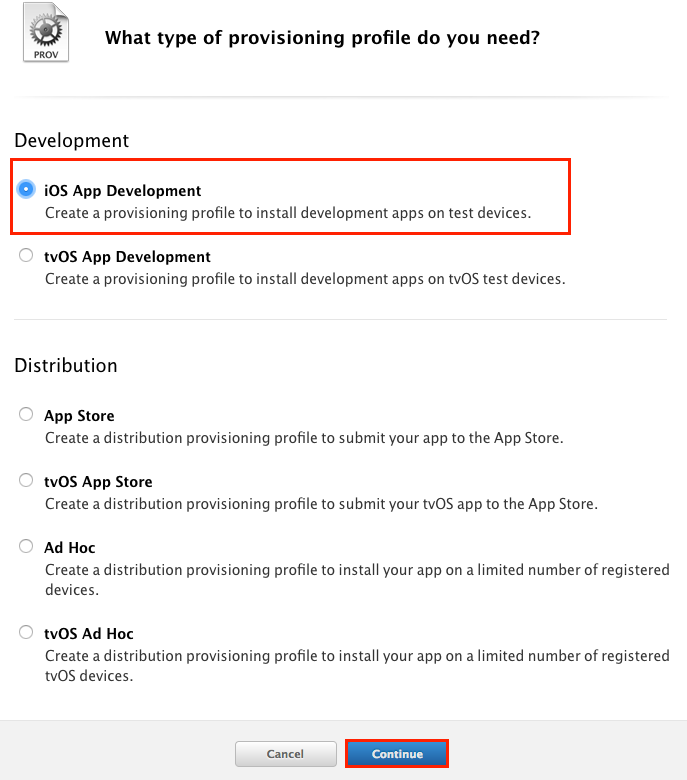 PROV
What type of provisioning profile do you need?
Development
iOS App Development
Create a provisioning profile to install development apps on test devices.
tvOS App Development
Create a provisioning profile to install development apps on tvOS test devices.
Distribution
App Store
Create a distribution provisioning profile to submit your app to the App Store.
tvOS App Store
Create a distribution provisioning profile to submit your tvOS app to the App Store.
Ad Hoc
Create a distribution provisioning profile to install your app on a limited number of registered
devices.
tvOS Ad Hoc
Create a distribution provisioning profile to install your app on a limited number of registered
tvOS devices.
Cancel
Continue